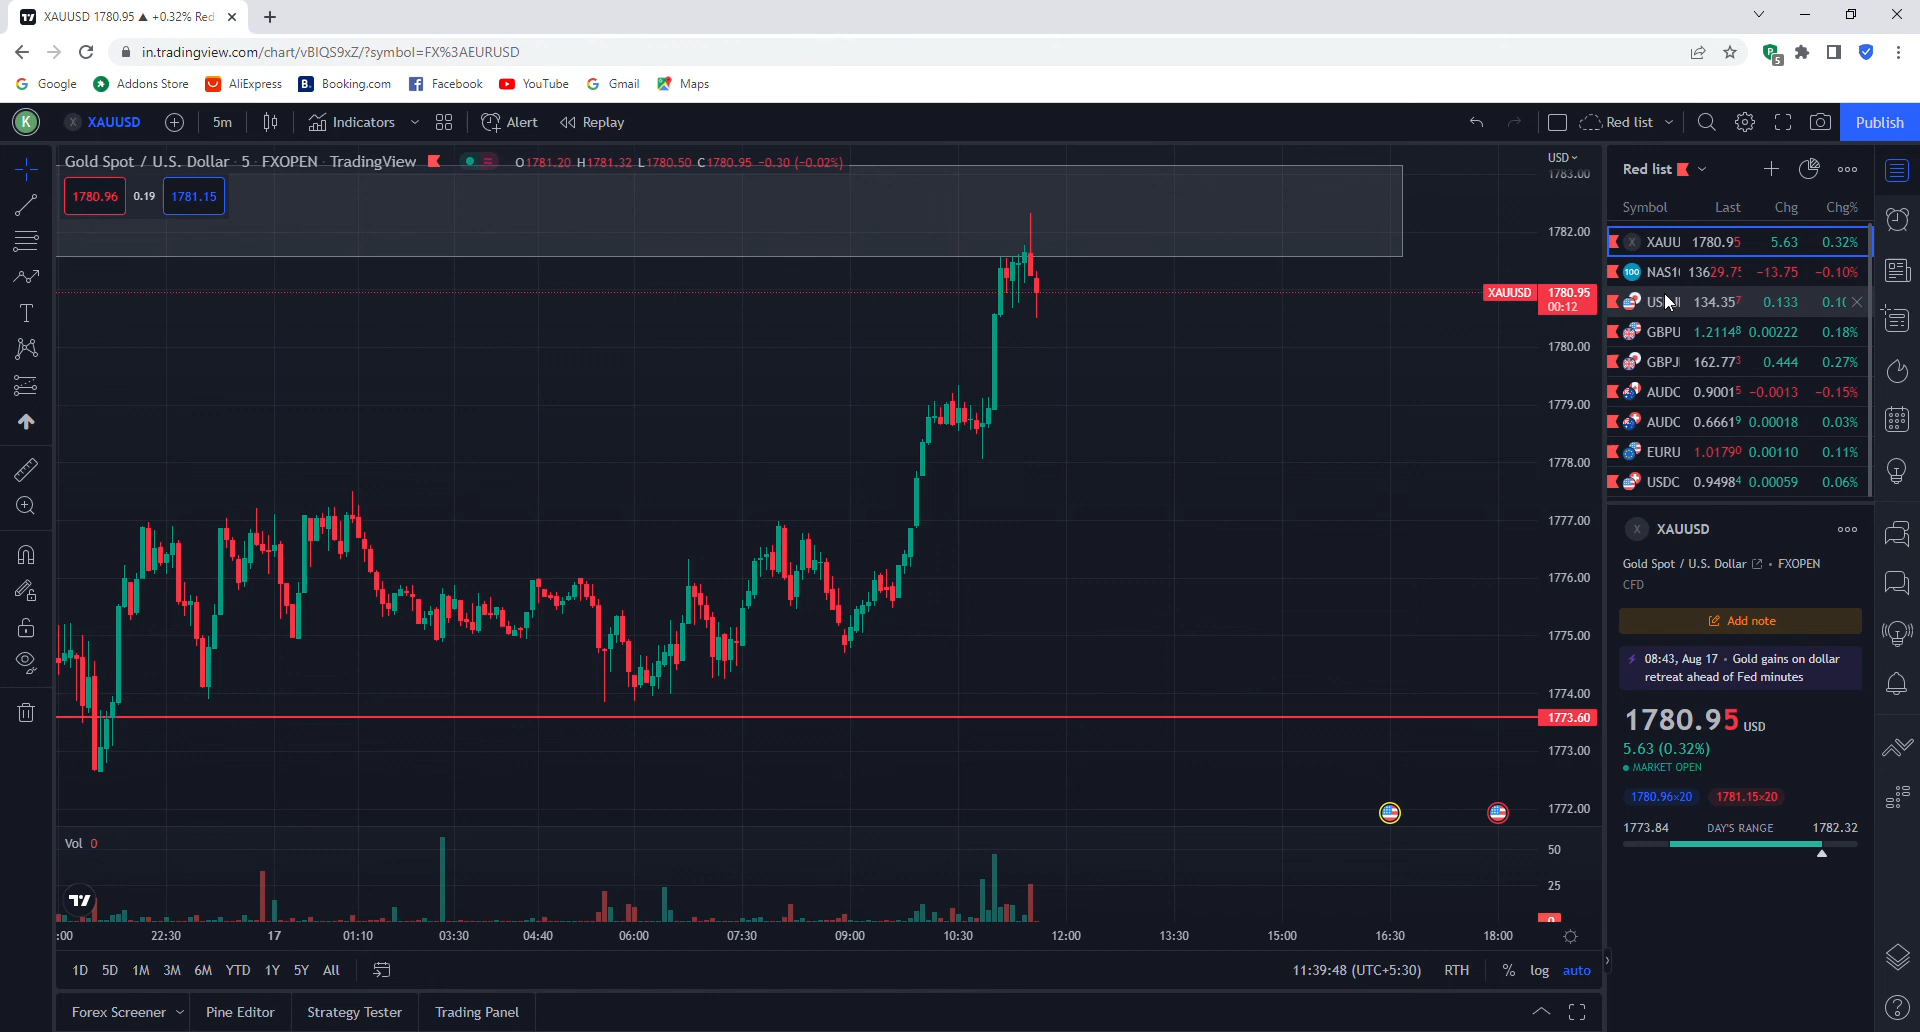 XAUUSD 1780.95 ▲ +0.32% Red
in.tradingview.com/chart/vBIQS9xZ/?symbol=FX%3AEURUSD
5
Google Addons Store AliExpress Booking.com Facebook YouTube Gmail Maps
K XAUUSD 5m Indicators Alert Replay Red list Publish
Gold Spot / U.S. Dollar · 5 · FXOPEN · TradingView O1781.20 H1781.32 L1780.50 C1780.95 -0.30 (-0.02%)
1780.96 0.19 1781.15
USD
1783.00
1782.00
XAUUSD 1780.95
00:12
1780.00
1779.00
1778.00
1777.00
1776.00
1775.00
1774.00
1773.60
1773.00
1772.00
Vol 0
50
25
0
:00 22:30 17 01:10 03:30 04:40 06:00 07:30 09:00 10:30 12:00 13:30 15:00 16:30 18:00
1D 5D 1M 3M 6M YTD 1Y 5Y All 11:39:48 (UTC+5:30) RTH % log auto
Forex Screener Pine Editor Strategy Tester Trading Panel
Red list
Symbol Last Chg Chg%
X XAUU 1780.95 5.63 0.32%
100 NAS1 13629.75 -13.75 -0.10%
134.357 0.133
GBPU 1.21148 0.00222 0.18%
GBPJ 162.773 0.444 0.27%
AUDC 0.90015 -0.0013 -0.15%
AUDC 0.66619 0.00018 0.03%
EURU 1.01790 0.00110 0.11%
USDC 0.94984 0.00059 0.06%
X XAUUSD
Gold Spot / U.S. Dollar · FXOPEN
CFD
Add note
08:43, Aug 17 · Gold gains on dollar
retreat ahead of Fed minutes
1780.95 USD
5.63 (0.32%)
MARKET OPEN
1780.96×20 1781.15×20
1773.84 DAY'S RANGE 1782.32